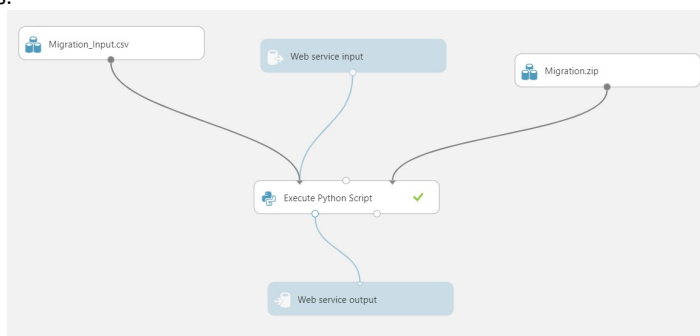 Migration_Input.csv
Web service input
Migration.zip
Execute Python Script
Web service output